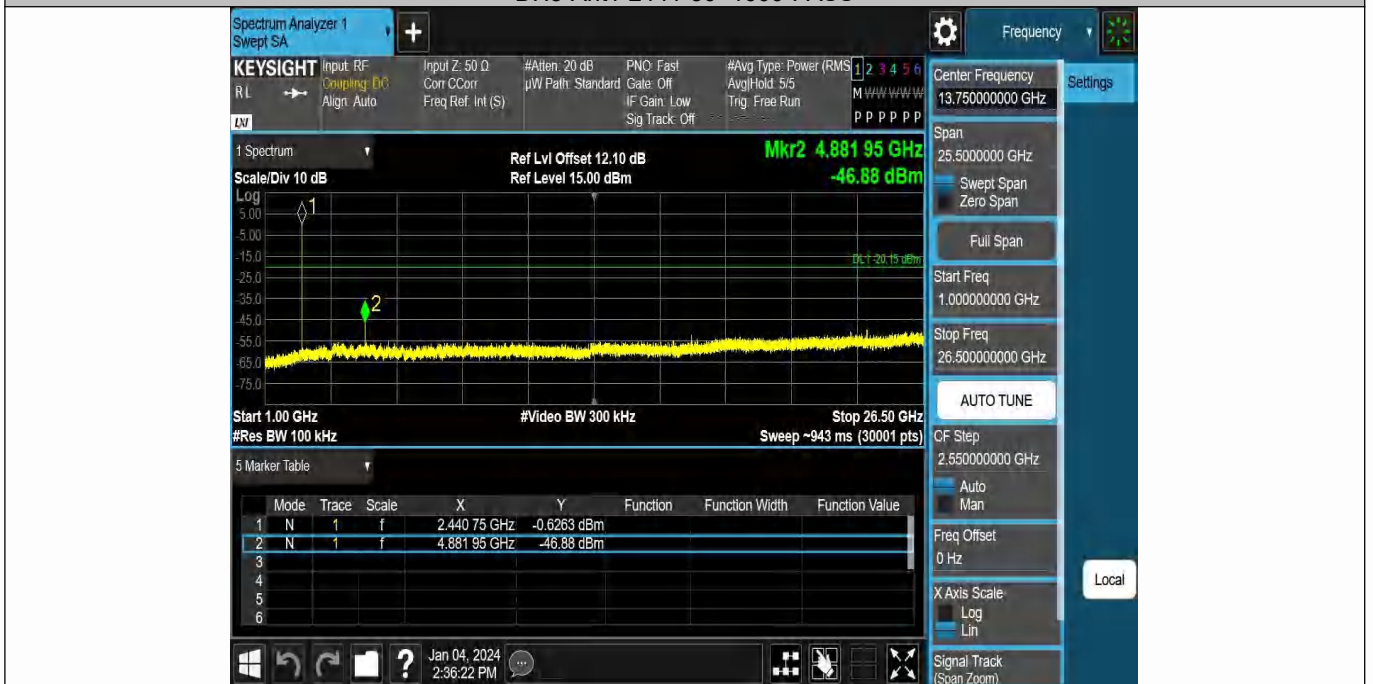 Spectrum Analyzer 1
Swept SA
+
Frequency
KEYSIGHT
Input: RF
Input Z: 50 Ω
#Atten: 20 dB
PNO: Fast
#Avg Type: Power (RMS
1 2 3 4 5 6
RL
Coupling: DC
Corr CCorr
µW Path: Standard
Gate: Off
Avg|Hold: 5/5
M W W W W W
Align: Auto
Freq Ref: Int (S)
IF Gain: Low
Trig: Free Run
Sig Track: Off
P P P P P P
LXI
1 Spectrum
Ref Lvl Offset 12.10 dB
Mkr2 4.881 95 GHz
Scale/Div 10 dB
Ref Level 15.00 dBm
-46.88 dBm
Log
1
5.00
-5.00
-15.0
DL1 -20.15 dBm
-25.0
-35.0
2
-45.0
-55.0
-65.0
-75.0
Start 1.00 GHz
#Video BW 300 kHz
Stop 26.50 GHz
#Res BW 100 kHz
Sweep ~943 ms (30001 pts)
5 Marker Table
Mode Trace Scale X Y Function Function Width Function Value
1 N 1 f 2.440 75 GHz -0.6263 dBm
2 N 1 f 4.881 95 GHz -46.88 dBm
3
4
5
6
?
Jan 04, 2024
2:36:22 PM
Center Frequency
13.750000000 GHz
Settings
Span
25.5000000 GHz
Swept Span
Zero Span
Full Span
Start Freq
1.000000000 GHz
Stop Freq
26.500000000 GHz
AUTO TUNE
CF Step
2.550000000 GHz
Auto
Man
Freq Offset
0 Hz
Local
X Axis Scale
Log
Lin
Signal Track
(Span Zoom)